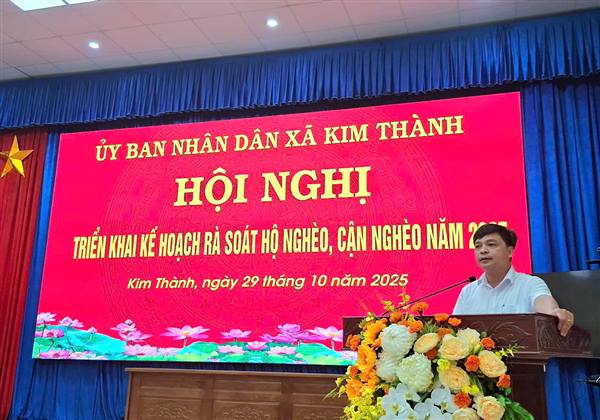 ỦY BAN NHÂN DÂN XÃ KIM THÀNH
HỘI NGHỊ
TRIỂN KHAI KẾ HOẠCH RÀ SOÁT HỘ NGHÈO, CẬN NGHÈO NĂM
Kim Thành, ngày 29 tháng 10 năm 2025